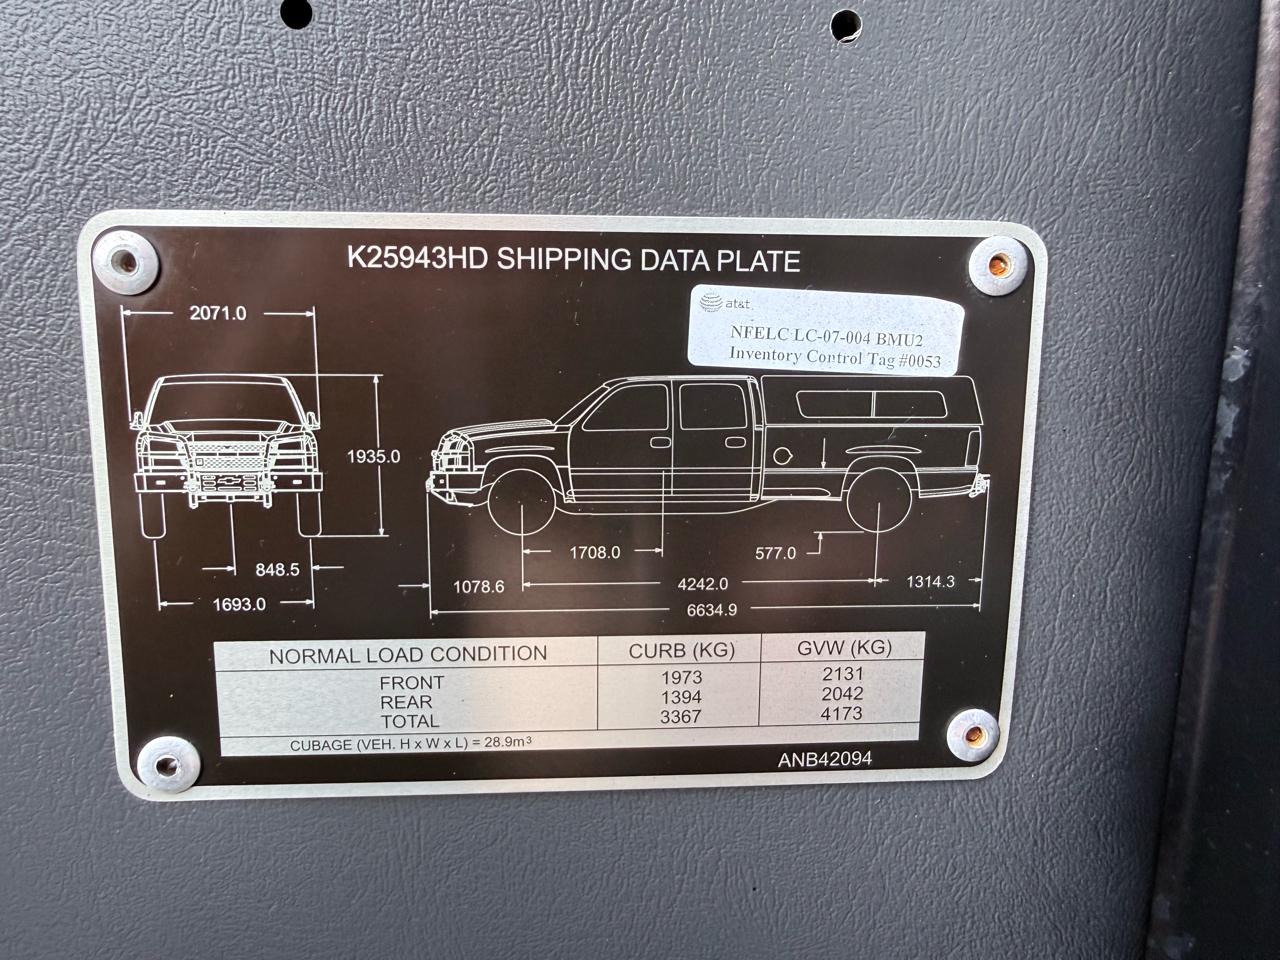 K25943HD SHIPPING DATA PLATE
at&t
NFELC LC-07-004 BMU2
Inventory Control Tag #0053
2071.0
1935.0
848.5
1693.0
1708.0
577.0
1078.6
4242.0
1314.3
6634.9
NORMAL LOAD CONDITION CURB (KG) GVW (KG)
FRONT 1973 2131
REAR 1394 2042
TOTAL 3367 4173
CUBAGE (VEH. H x W x L) = 28.9m³
ANB42094